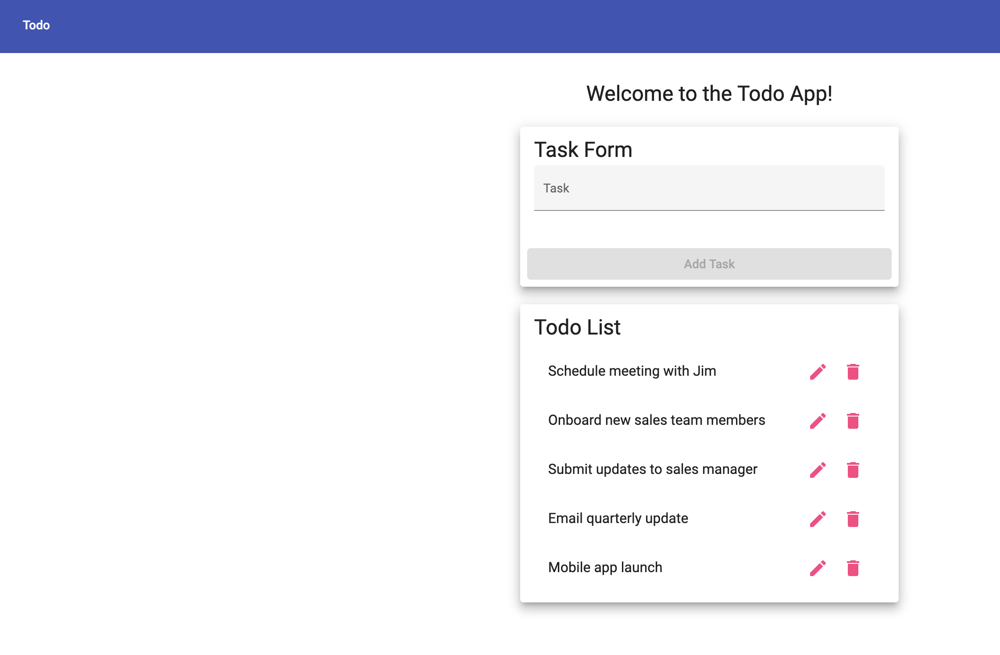 Todo
Welcome to the Todo App!
Task Form
Task
Add Task
Todo List
Schedule meeting with Jim
Onboard new sales team members
Submit updates to sales manager
Email quarterly update
Mobile app launch